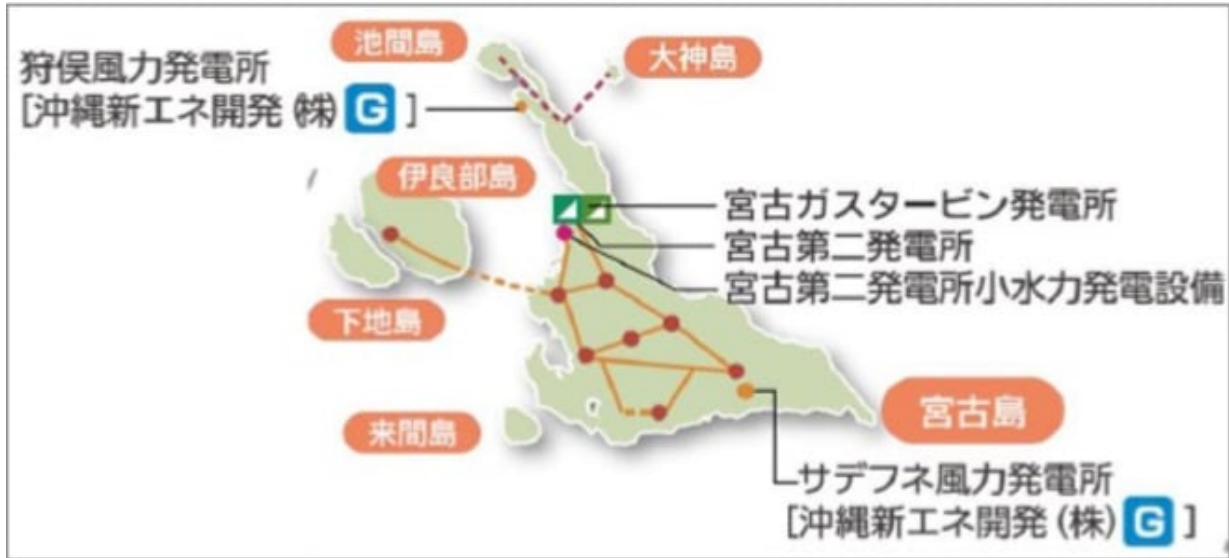 池間島
大神島
狩俣風力発電所
[沖縄新エネ開発㈱ G ]
伊良部島
宮古ガスタービン発電所
宮古第二発電所
宮古第二発電所小水力発電設備
下地島
来間島
宮古島
サデフネ風力発電所
[沖縄新エネ開発(株) G ]